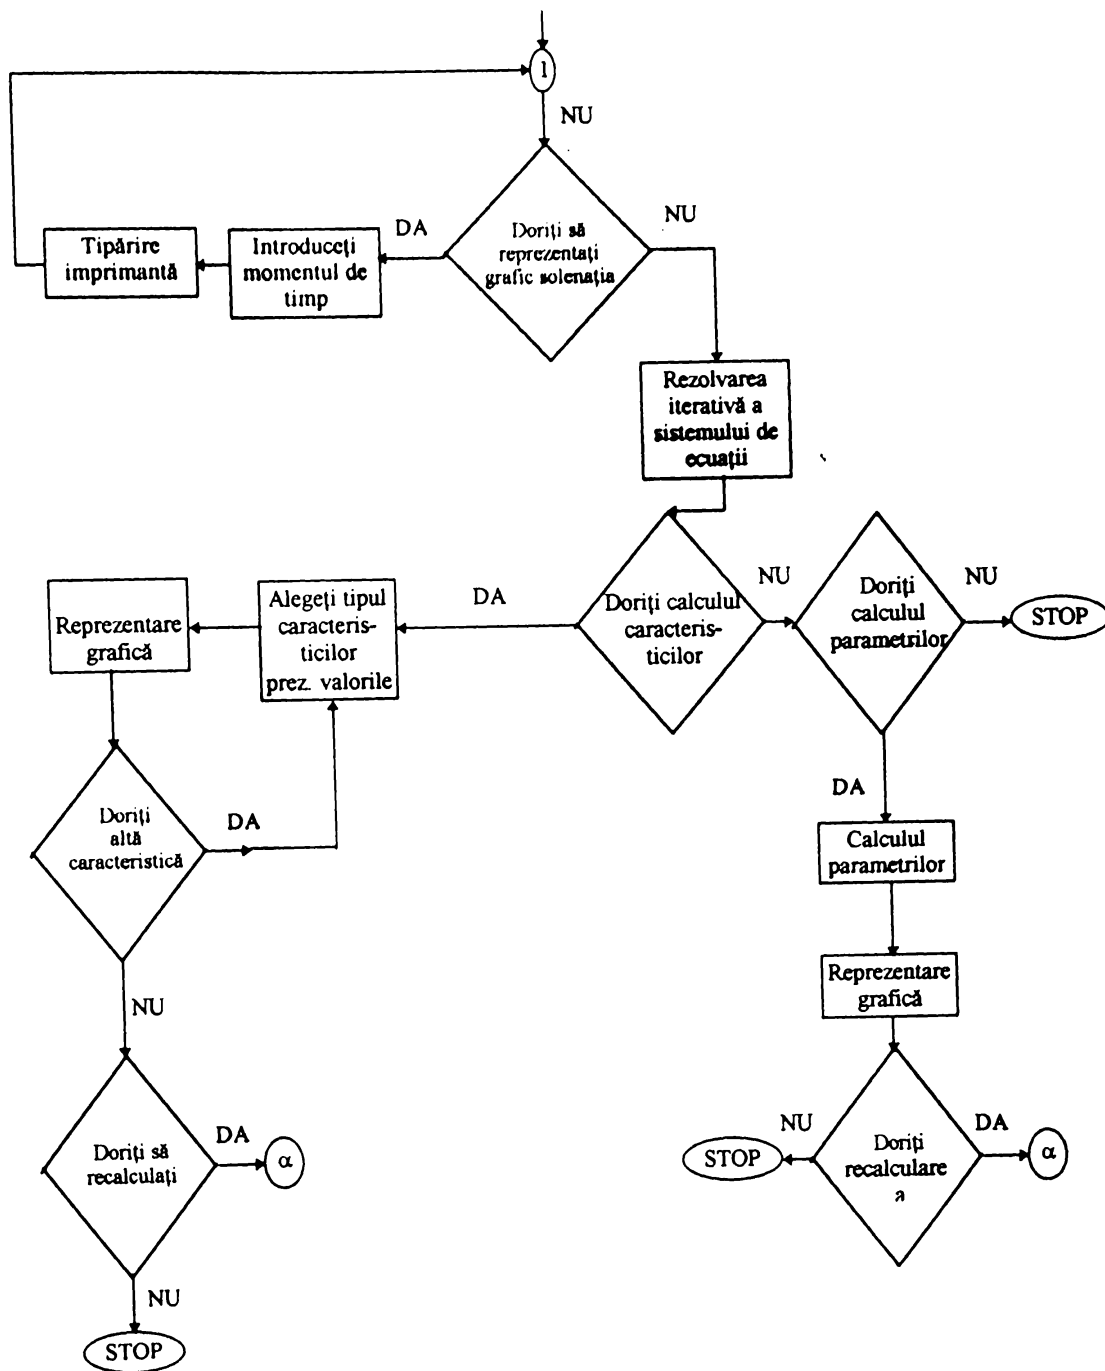 1
NU
Doriți să
reprezentați
grafic solenația
DA
NU
Introduceți
momentul de
timp
Tipărire
imprimantă
Rezolvarea
iterativă a
sistemului de
ecuații
Doriți calculul
caracteris-
ticilor
DA
NU
Doriți
calculul
parametrilor
NU
STOP
Alegeți tipul
caracteris-
ticilor
prez. valorile
Reprezentare
grafică
Doriți
altă
caracteristică
DA
NU
Doriți să
recalculați
DA
α
NU
STOP
DA
Calculul
parametrilor
Reprezentare
grafică
Doriți
recalculare
a
NU
STOP
DA
α